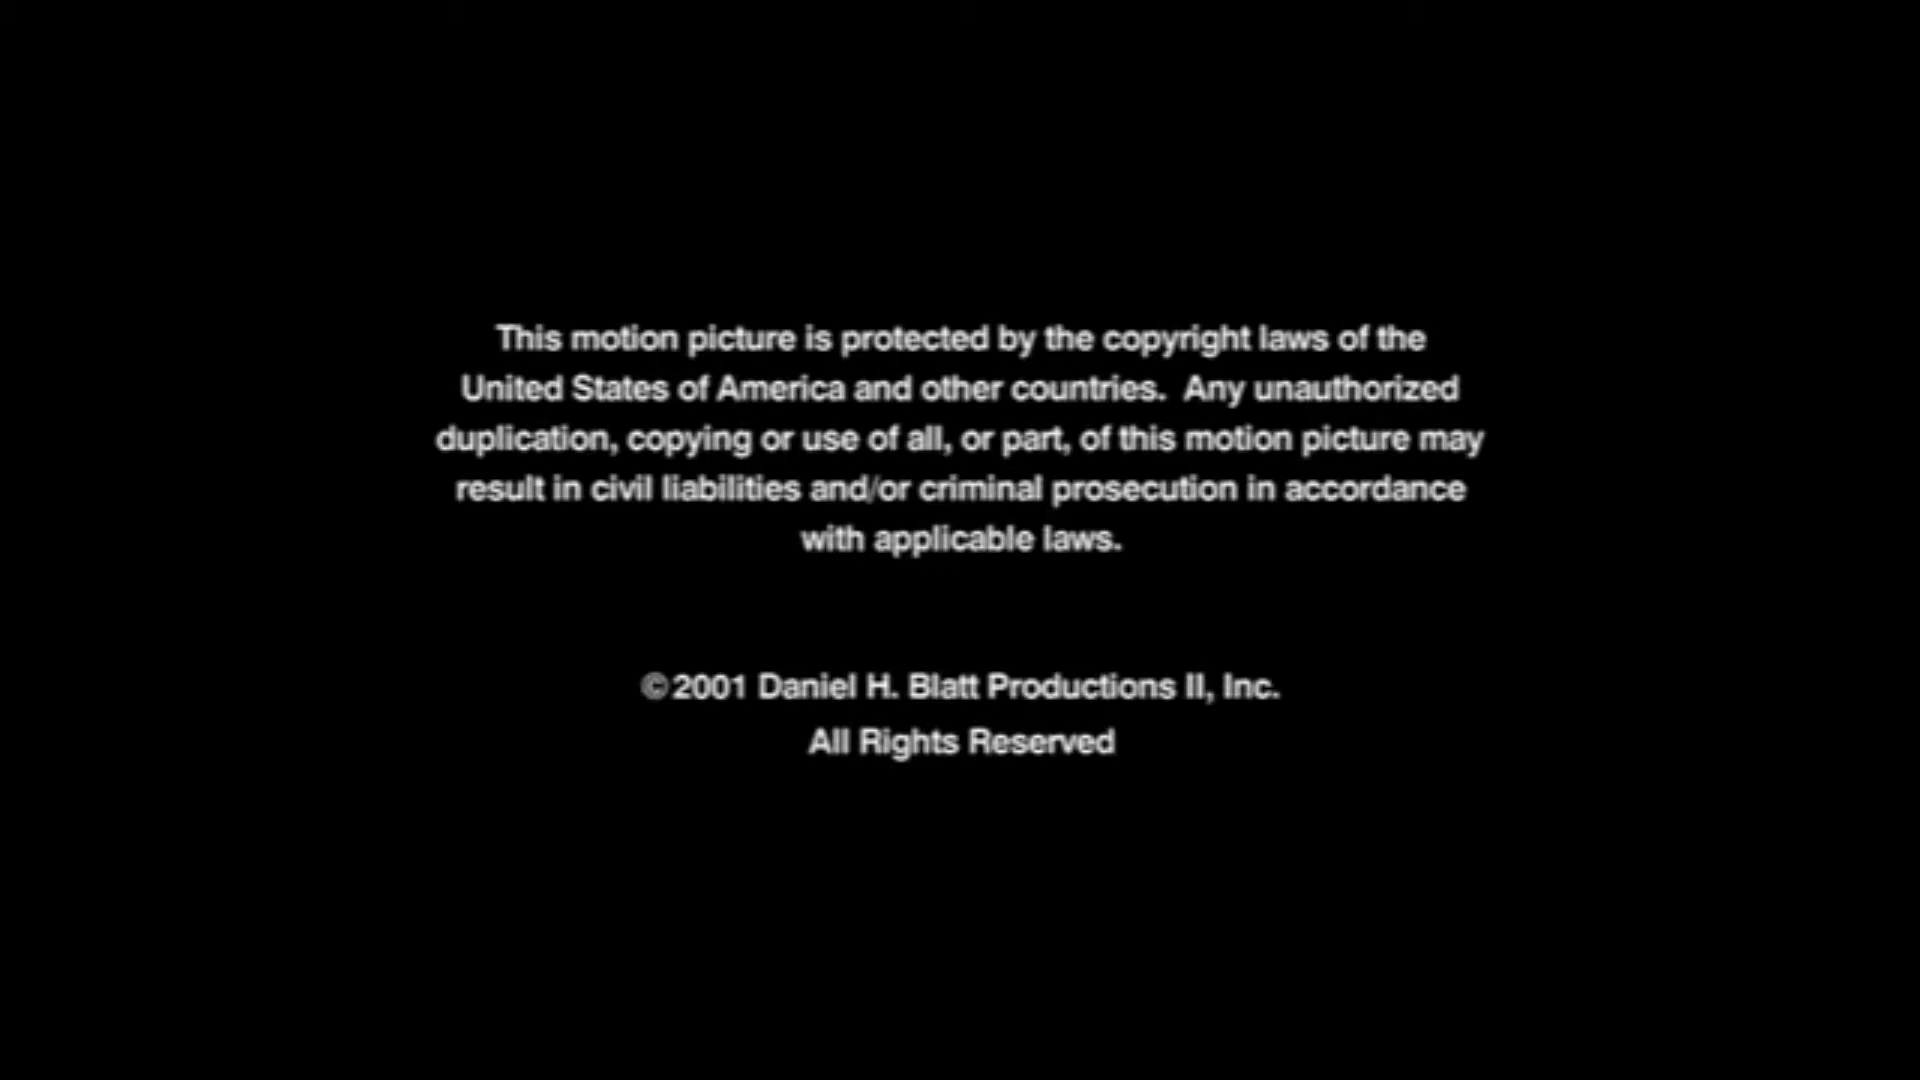 This motion picture is protected by the copyright laws of the
United States of America and other countries.  Any unauthorized
duplication, copying or use of all, or part, of this motion picture may
result in civil liabilities and/or criminal prosecution in accordance
with applicable laws.
©2001 Daniel H. Blatt Productions II, Inc.
All Rights Reserved